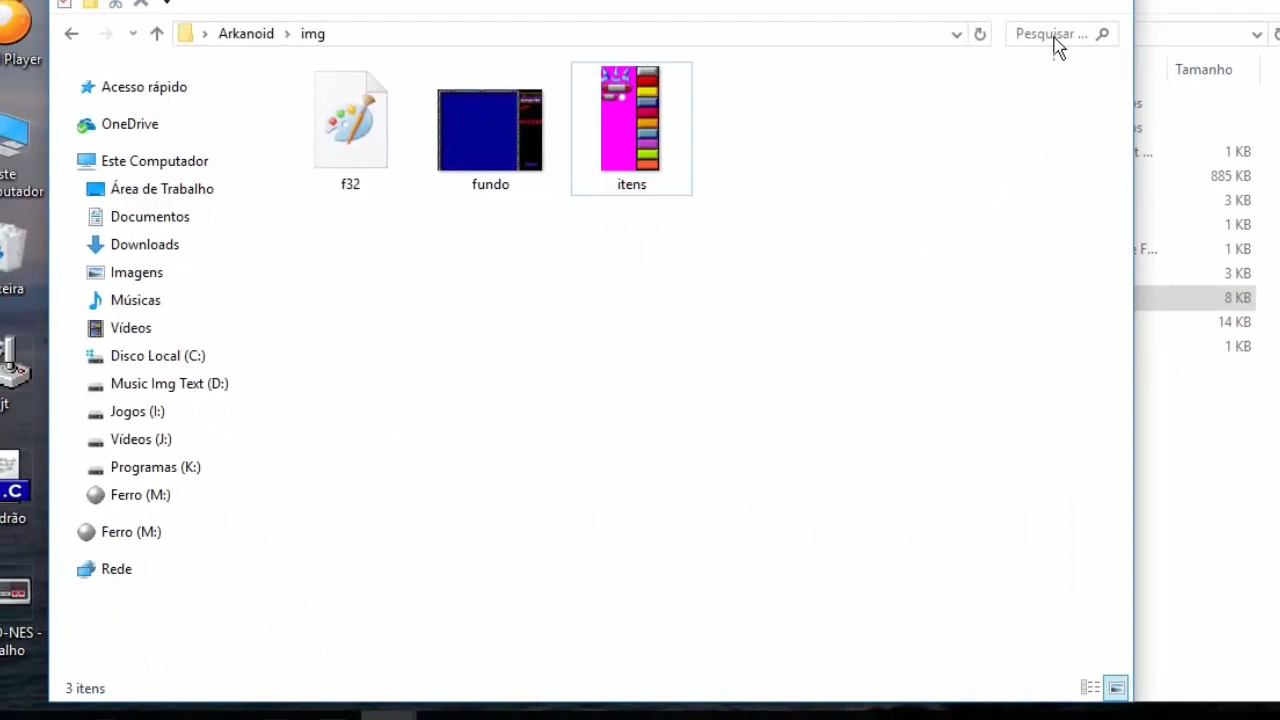 Arkanoid
img
Pesquisar ...
Tamanho
Player
Acesso rápido
OneDrive
Este Computador
Área de Trabalho
Documentos
Downloads
Imagens
Músicas
Vídeos
Disco Local (C:)
Music Img Text (D:)
Jogos (I:)
Vídeos (J:)
Programas (K:)
Ferro (M:)
Ferro (M:)
Rede
f32
fundo
itens
1 KB
885 KB
3 KB
1 KB
1 KB
3 KB
8 KB
14 KB
1 KB
.C
3 itens